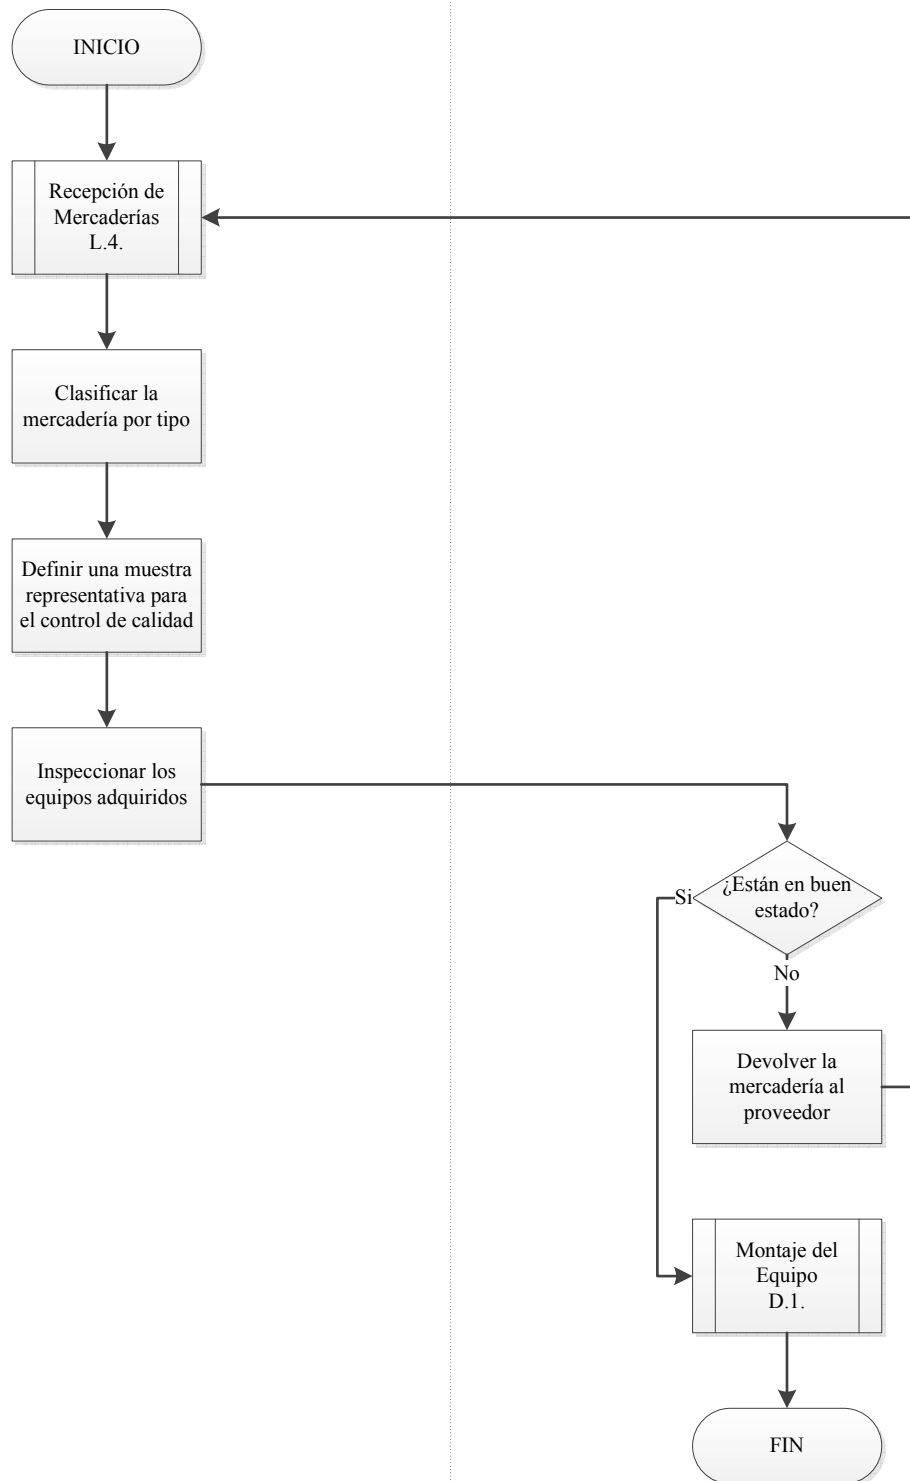 INICIO
Recepción de
Mercaderías
L.4.
Clasificar la
mercadería por tipo
Definir una muestra
representativa para
el control de calidad
Inspeccionar los
equipos adquiridos
¿Están en buen
estado?
Si
No
Devolver la
mercadería al
proveedor
Montaje del
Equipo
D.1.
FIN